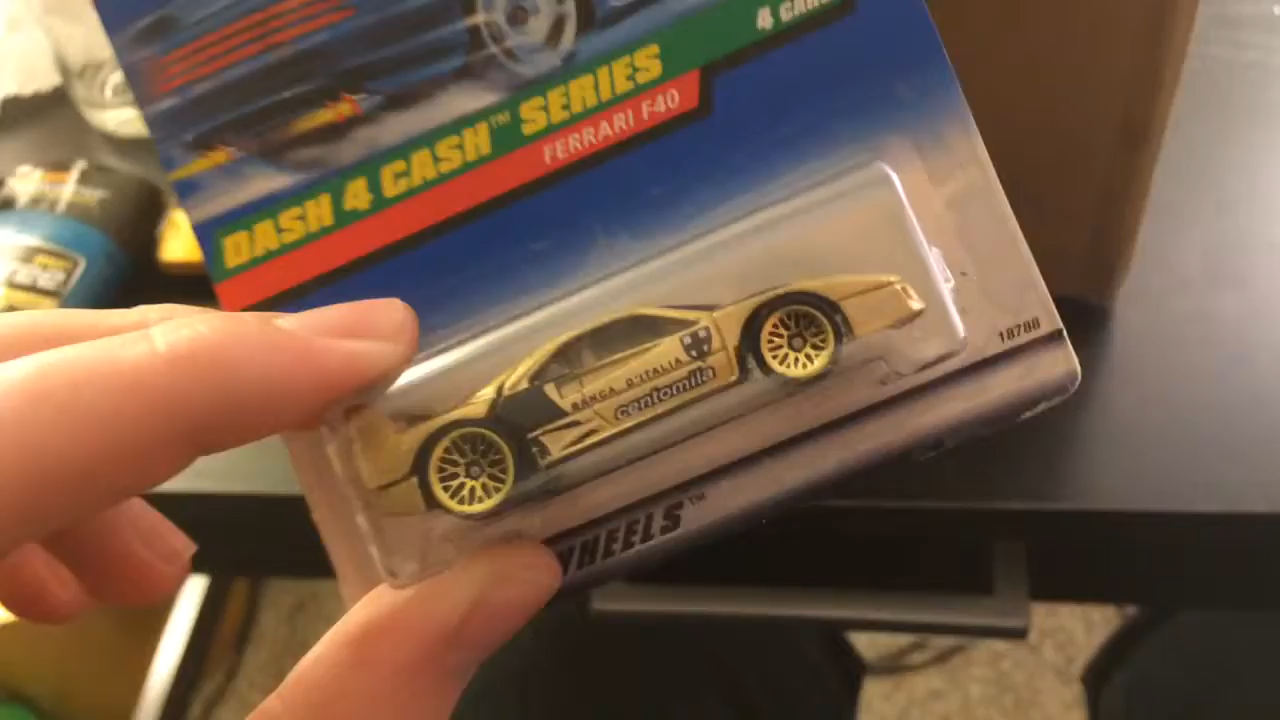 4 CARS
DASH 4 CASH™ SERIES
FERRARI F40
BANCA D'ITALIA
centomila
18788
WHEELS™